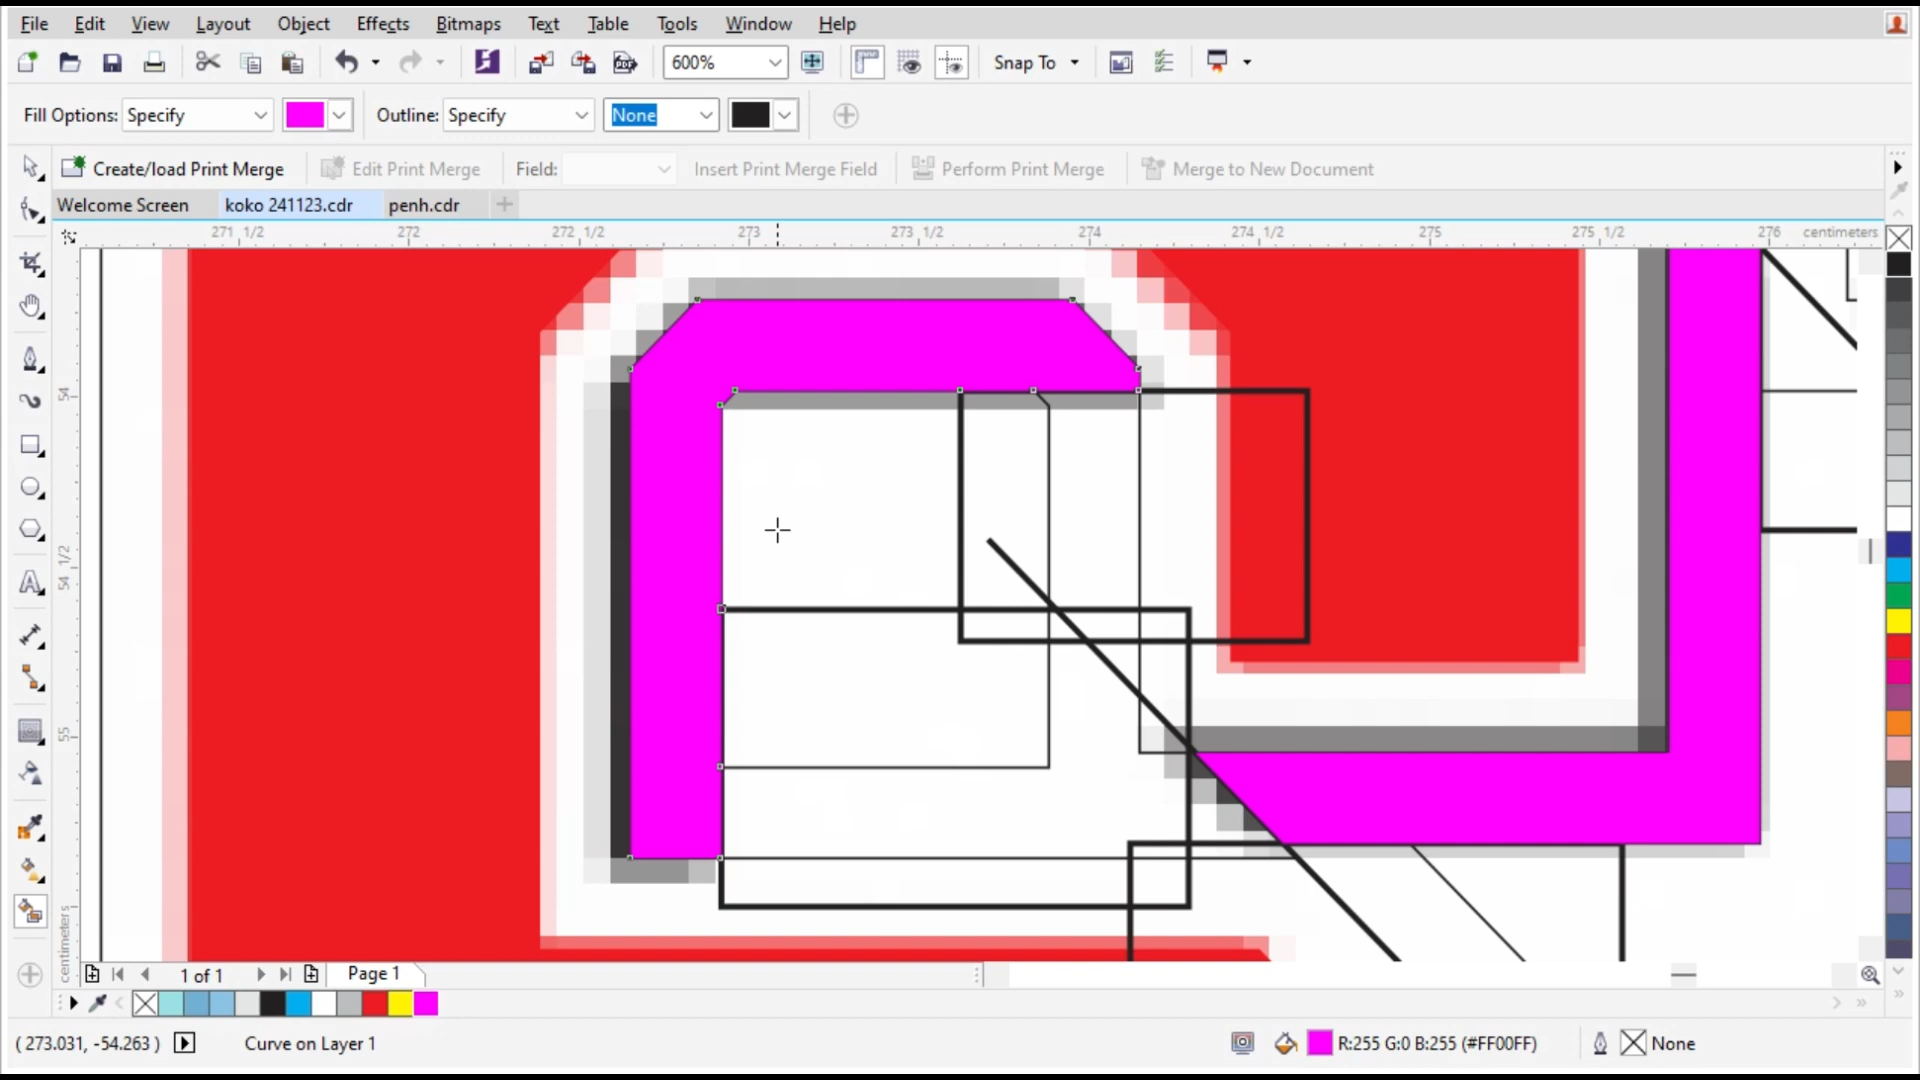 File Edit View Layout Object Effects Bitmaps Text Table Tools Window Help
PDF 600% Snap To
Fill Options: Specify Outline: Specify None
Create/load Print Merge Edit Print Merge Field: Insert Print Merge Field Perform Print Merge Merge to New Document
Welcome Screen koko 241123.cdr penh.cdr
271 1/2 272 272 1/2 273 273 1/2 274 274 1/2 275 275 1/2 276 centimeters
54
54 1/2
55
centimeters
1 of 1 Page 1
( 273.031, -54.263 ) Curve on Layer 1 R:255 G:0 B:255 (#FF00FF) None